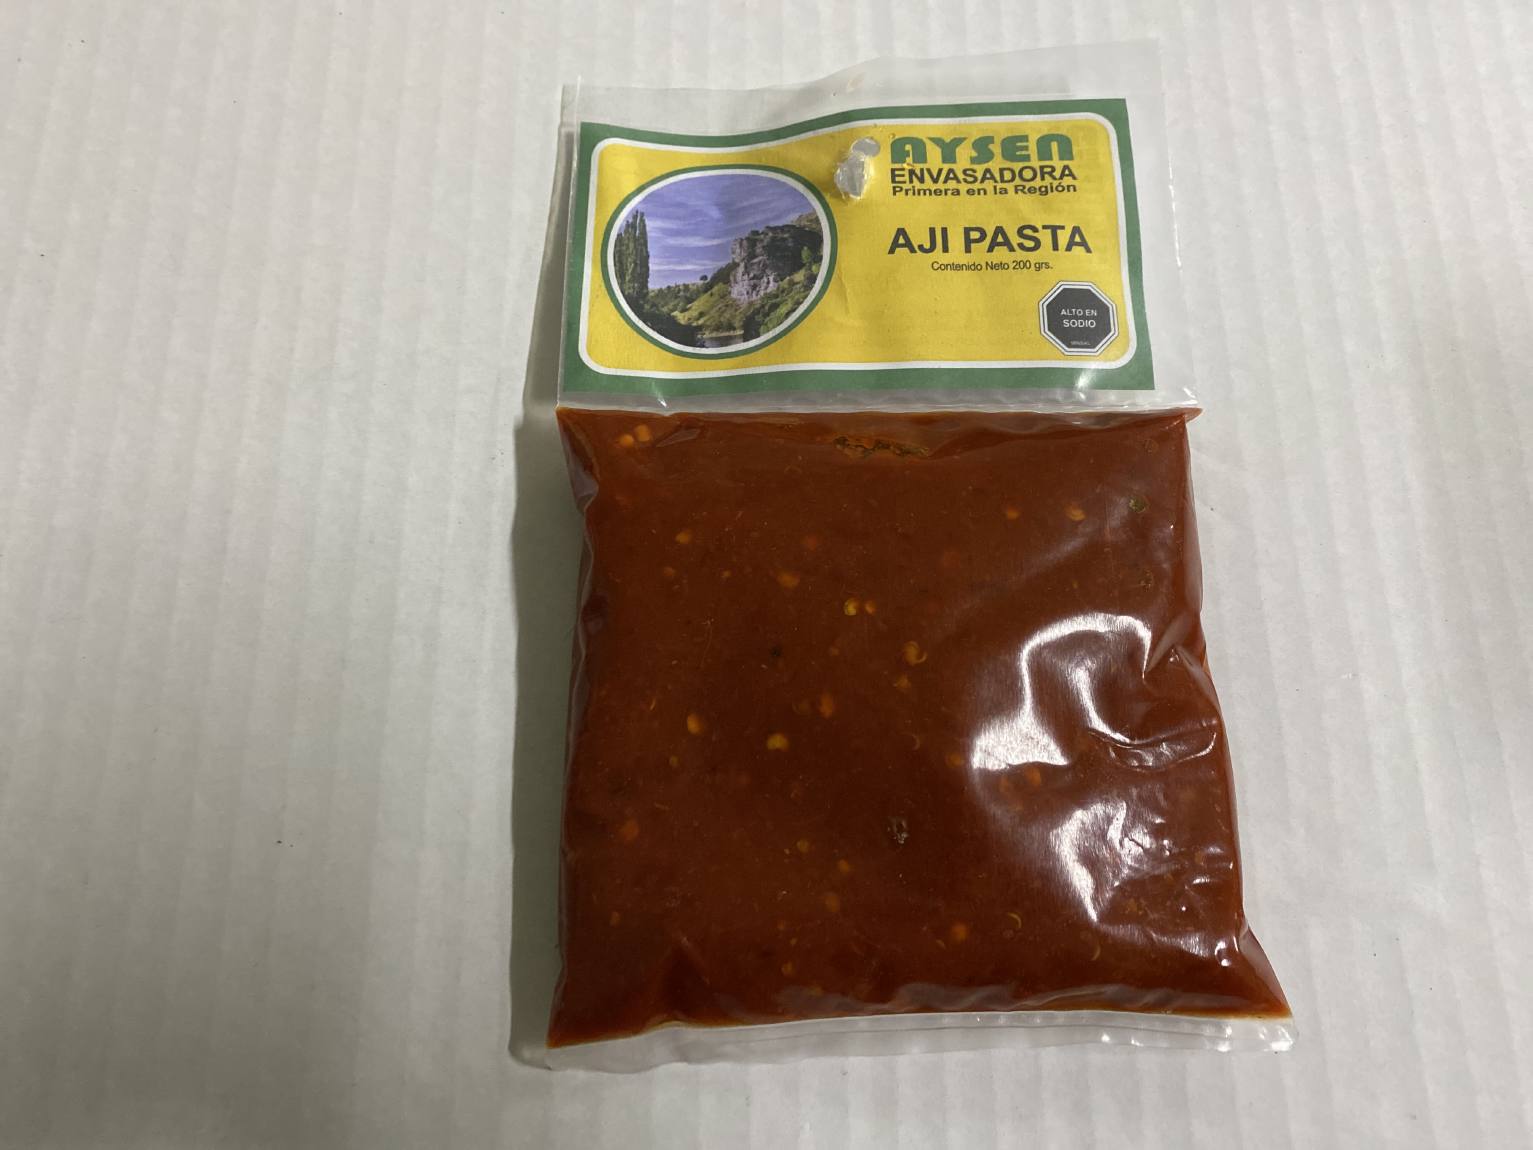 AYSEN
ENVASADORA
Primera en la Región
AJI PASTA
Contenido Neto 200 grs.
ALTO EN
SODIO